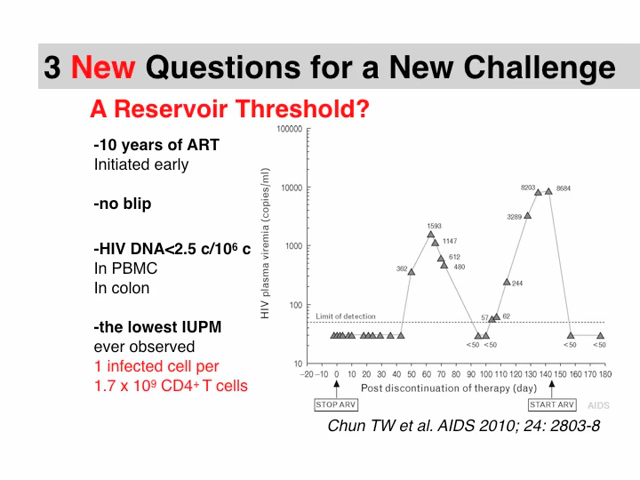 3 New Questions for a New Challenge
A Reservoir Threshold?
-10 years of ART
Initiated early
-no blip
-HIV DNA<2.5 c/10⁶ c
In PBMC
In colon
-the lowest IUPM
ever observed
1 infected cell per
1.7 x 10⁹ CD4⁺ T cells
HIV plasma viremia (copies/ml)
100000
10000
1000
100
10
8203
8684
3289
1593
1147
612
480
362
244
Limit of detection
57
62
<50
<50
<50
<50
−20 −10 0 10 20 30 40 50 60 70 80 90 100 110 120 130 140 150 160 170 180
Post discontinuation of therapy (day)
STOP ARV
START ARV
AIDS
Chun TW et al. AIDS 2010; 24: 2803-8